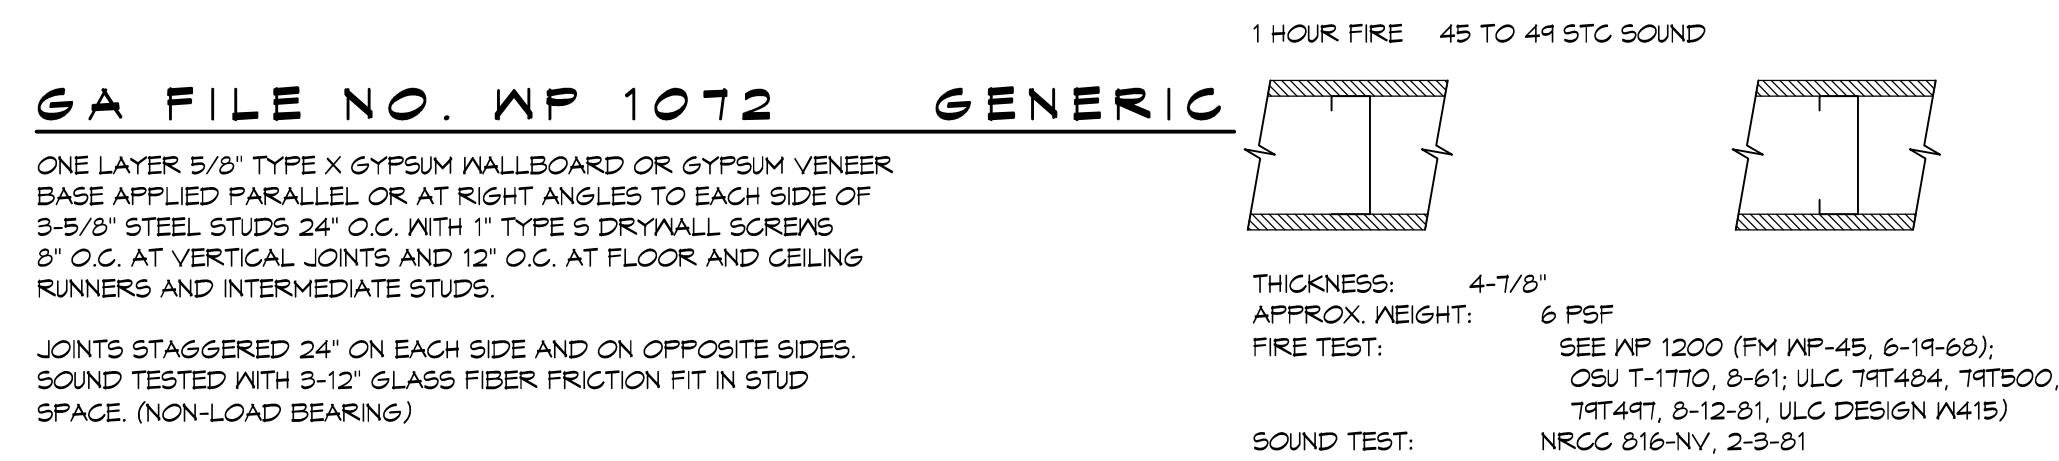 1 HOUR FIRE 45 TO 49 STC SOUND
GA FILE NO. WP 1072 GENERIC
ONE LAYER 5/8" TYPE X GYPSUM WALLBOARD OR GYPSUM VENEER
BASE APPLIED PARALLEL OR AT RIGHT ANGLES TO EACH SIDE OF
3-5/8" STEEL STUDS 24" O.C. WITH 1" TYPE S DRYWALL SCREWS
8" O.C. AT VERTICAL JOINTS AND 12" O.C. AT FLOOR AND CEILING
RUNNERS AND INTERMEDIATE STUDS.
JOINTS STAGGERED 24" ON EACH SIDE AND ON OPPOSITE SIDES.
SOUND TESTED WITH 3-12" GLASS FIBER FRICTION FIT IN STUD
SPACE. (NON-LOAD BEARING)
THICKNESS: 4-7/8"
APPROX. WEIGHT: 6 PSF
FIRE TEST: SEE WP 1200 (FM WP-45, 6-19-68);
OSU T-1770, 8-61; ULC 79T484, 79T500,
79T497, 8-12-81, ULC DESIGN W415)
SOUND TEST: NRCC 816-NV, 2-3-81